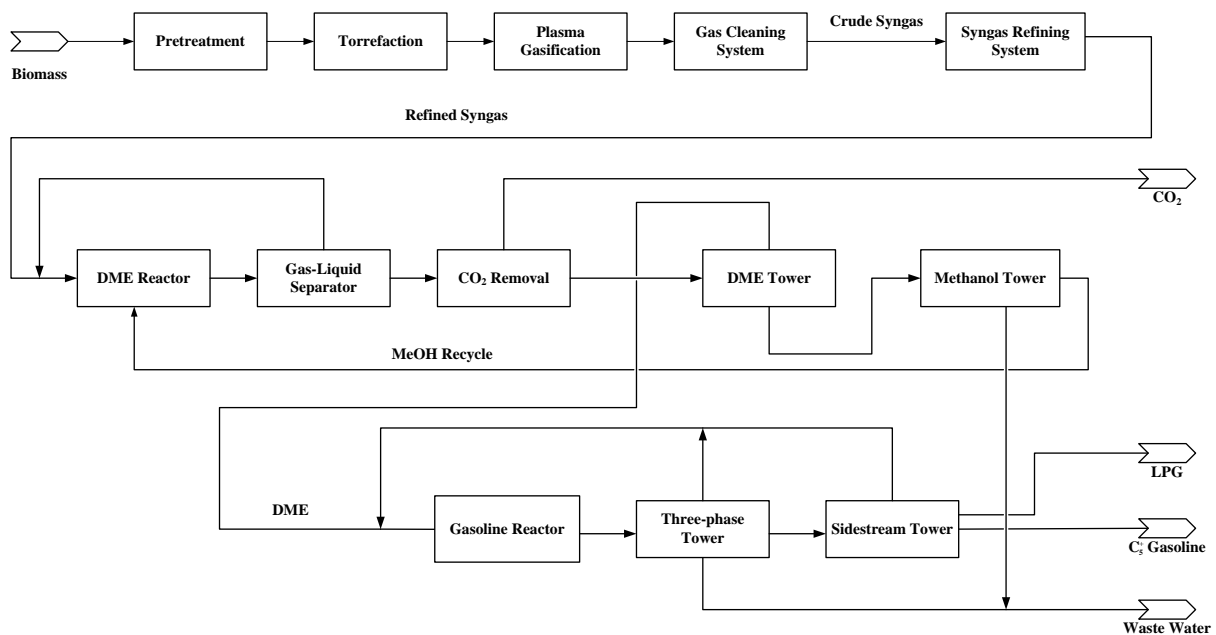 Biomass
Pretreatment
Torrefaction
Plasma
Gasification
Gas Cleaning
System
Crude Syngas
Syngas Refining
System
Refined Syngas
CO₂
DME Reactor
Gas-Liquid
Separator
CO₂ Removal
DME Tower
Methanol Tower
MeOH Recycle
LPG
DME
Gasoline Reactor
Three-phase
Tower
Sidestream Tower
C₅⁺ Gasoline
Waste Water